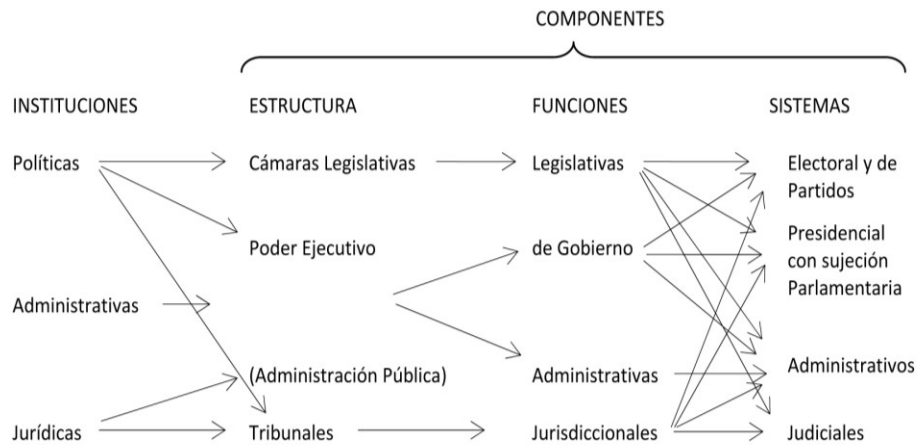 COMPONENTES
INSTITUCIONES ESTRUCTURA FUNCIONES SISTEMAS
Políticas Cámaras Legislativas Legislativas Electoral y de
Partidos
Poder Ejecutivo de Gobierno Presidencial
con sujeción
Administrativas Parlamentaria
(Administración Pública) Administrativas Administrativos
Jurídicas Tribunales Jurisdiccionales Judiciales